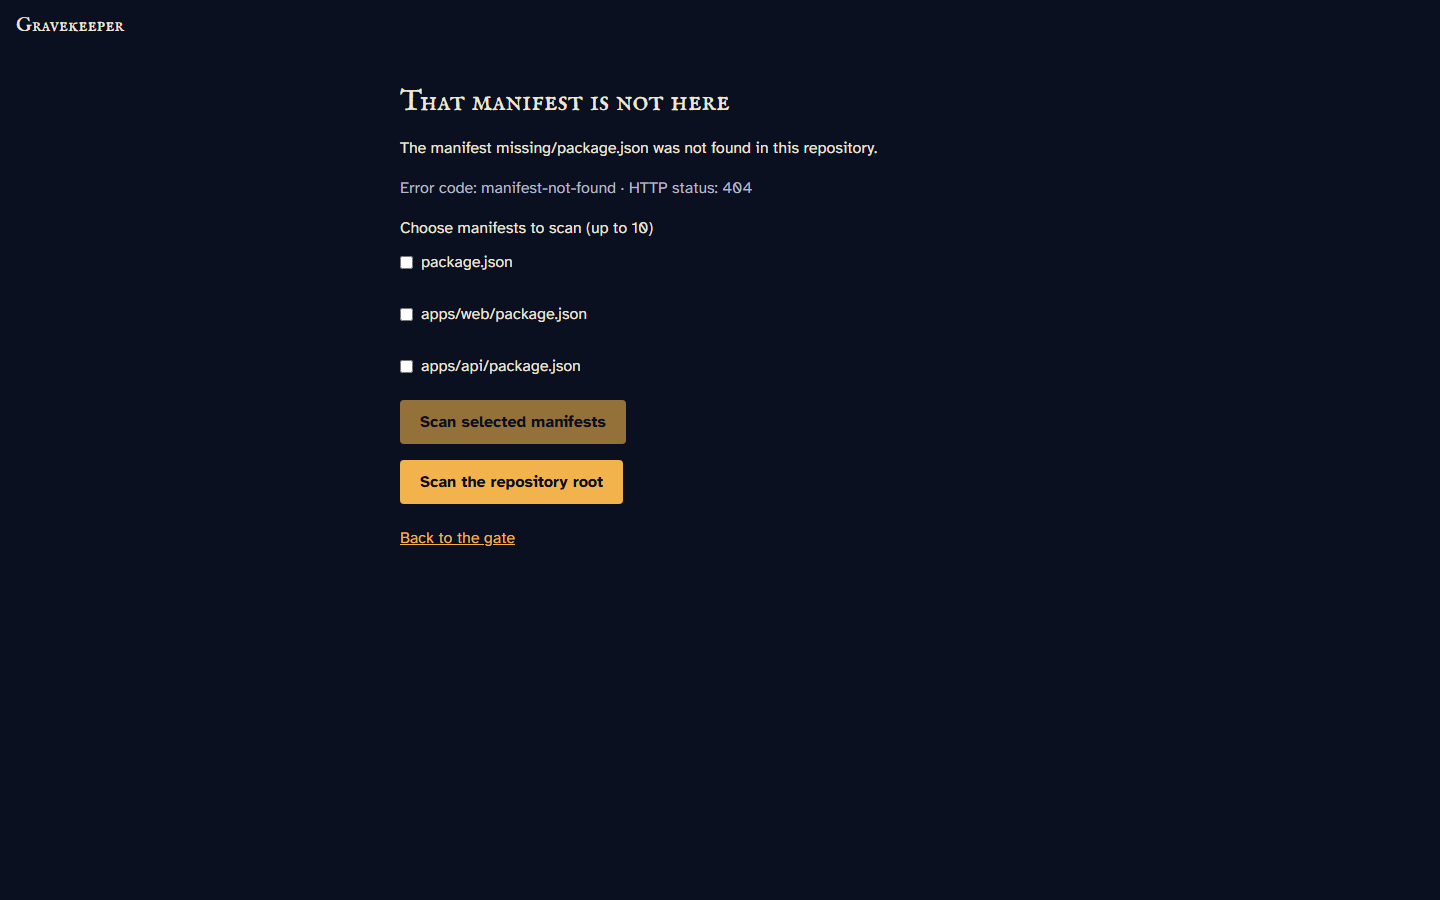 Gravekeeper
That manifest is not here
The manifest missing/package.json was not found in this repository.
Error code: manifest-not-found · HTTP status: 404
Choose manifests to scan (up to 10)
package.json
apps/web/package.json
apps/api/package.json
Scan selected manifests
Scan the repository root
Back to the gate